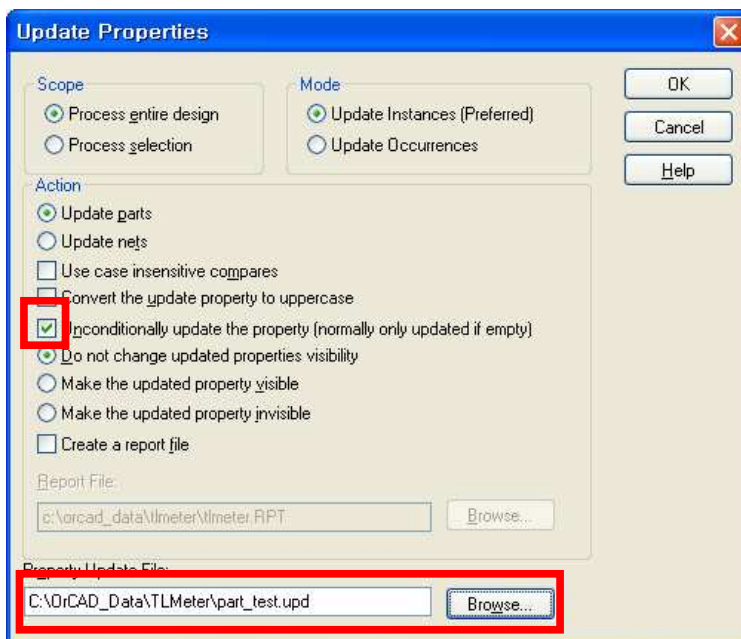 Update Properties
Scope
Process entire design
Process selection
Mode
Update Instances (Preferred)
Update Occurrences
OK
Cancel
Help
Action
Update parts
Update nets
Use case insensitive compares
Convert the update property to uppercase
Unconditionally update the property (normally only updated if empty)
Do not change updated properties visibility
Make the updated property visible
Make the updated property invisible
Create a report file
Report File:
c:\orcad_data\tlmeter\tlmeter.RPT
Browse...
Property Update File:
C:\OrCAD_Data\TLMeter\part_test.upd
Browse...